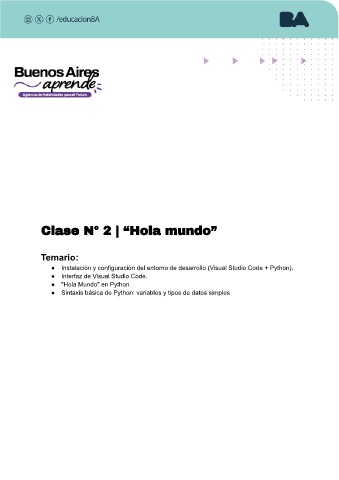 /educacionBA
BA
Buenos Aires
aprende
Agencia de Habilidades para el Futuro
Clase N° 2 | “Hola mundo”
Temario:
● Instalación y configuración del entorno de desarrollo (Visual Studio Code + Python).
● Interfaz de Visual Studio Code.
● "Hola Mundo" en Python.
● Sintaxis básica de Python: variables y tipos de datos simples